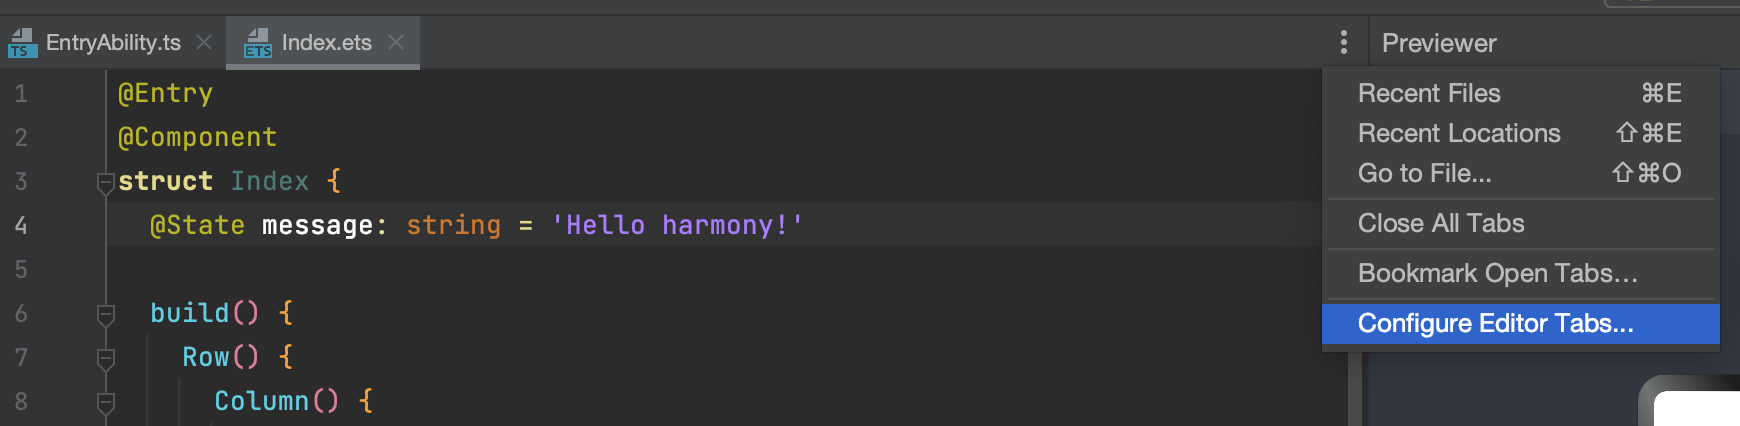 TS EntryAbility.ts
ETS Index.ets
Previewer
1 @Entry
2 @Component
3 struct Index {
4 @State message: string = 'Hello harmony!'
5
6 build() {
7 Row() {
8 Column() {
Recent Files ⌘E
Recent Locations ⇧⌘E
Go to File... ⇧⌘O
Close All Tabs
Bookmark Open Tabs...
Configure Editor Tabs...